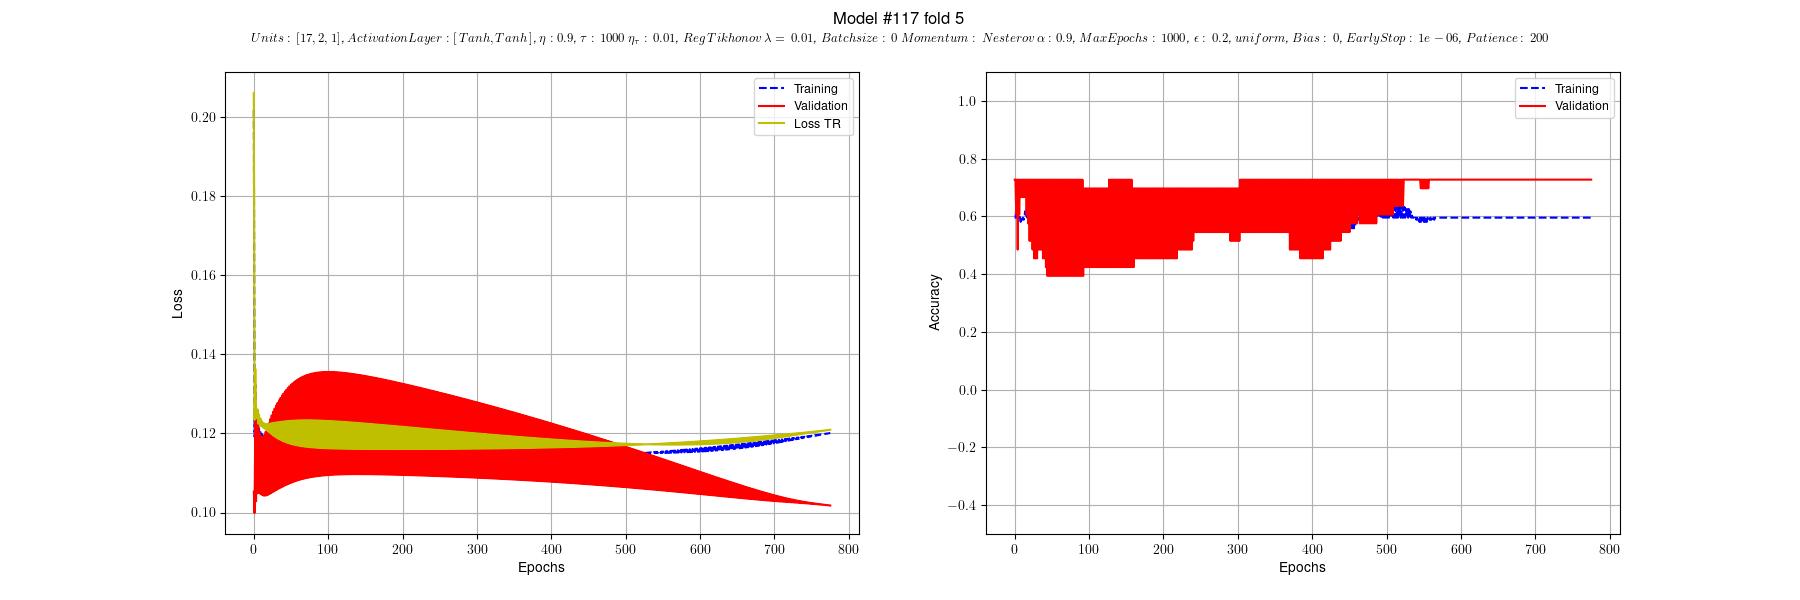 Model #117 fold 5
Units : [17, 2, 1], ActivationLayer : [Tanh, Tanh], η : 0.9, τ : 1000 ητ : 0.01, RegTikhonov λ = 0.01, Batchsize : 0 Momentum : Nesterov α : 0.9, MaxEpochs : 1000, ϵ : 0.2, uniform, Bias : 0, EarlyStop : 1e − 06, Patience : 200
0.20
0.18
0.16
0.14
0.12
0.10
Loss
Training
Validation
Loss TR
0 100 200 300 400 500 600 700 800
Epochs
1.0
0.8
0.6
0.4
0.2
0.0
−0.2
−0.4
Accuracy
Training
Validation
0 100 200 300 400 500 600 700 800
Epochs